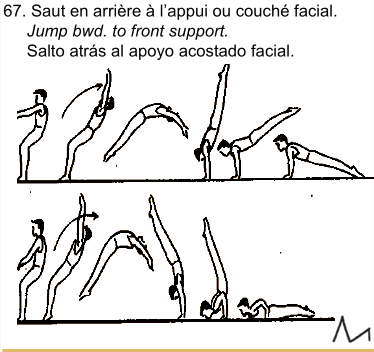 67. Saut en arrière à l'appui ou couché facial.
Jump bwd. to front support.
Salto atrás al apoyo acostado facial.